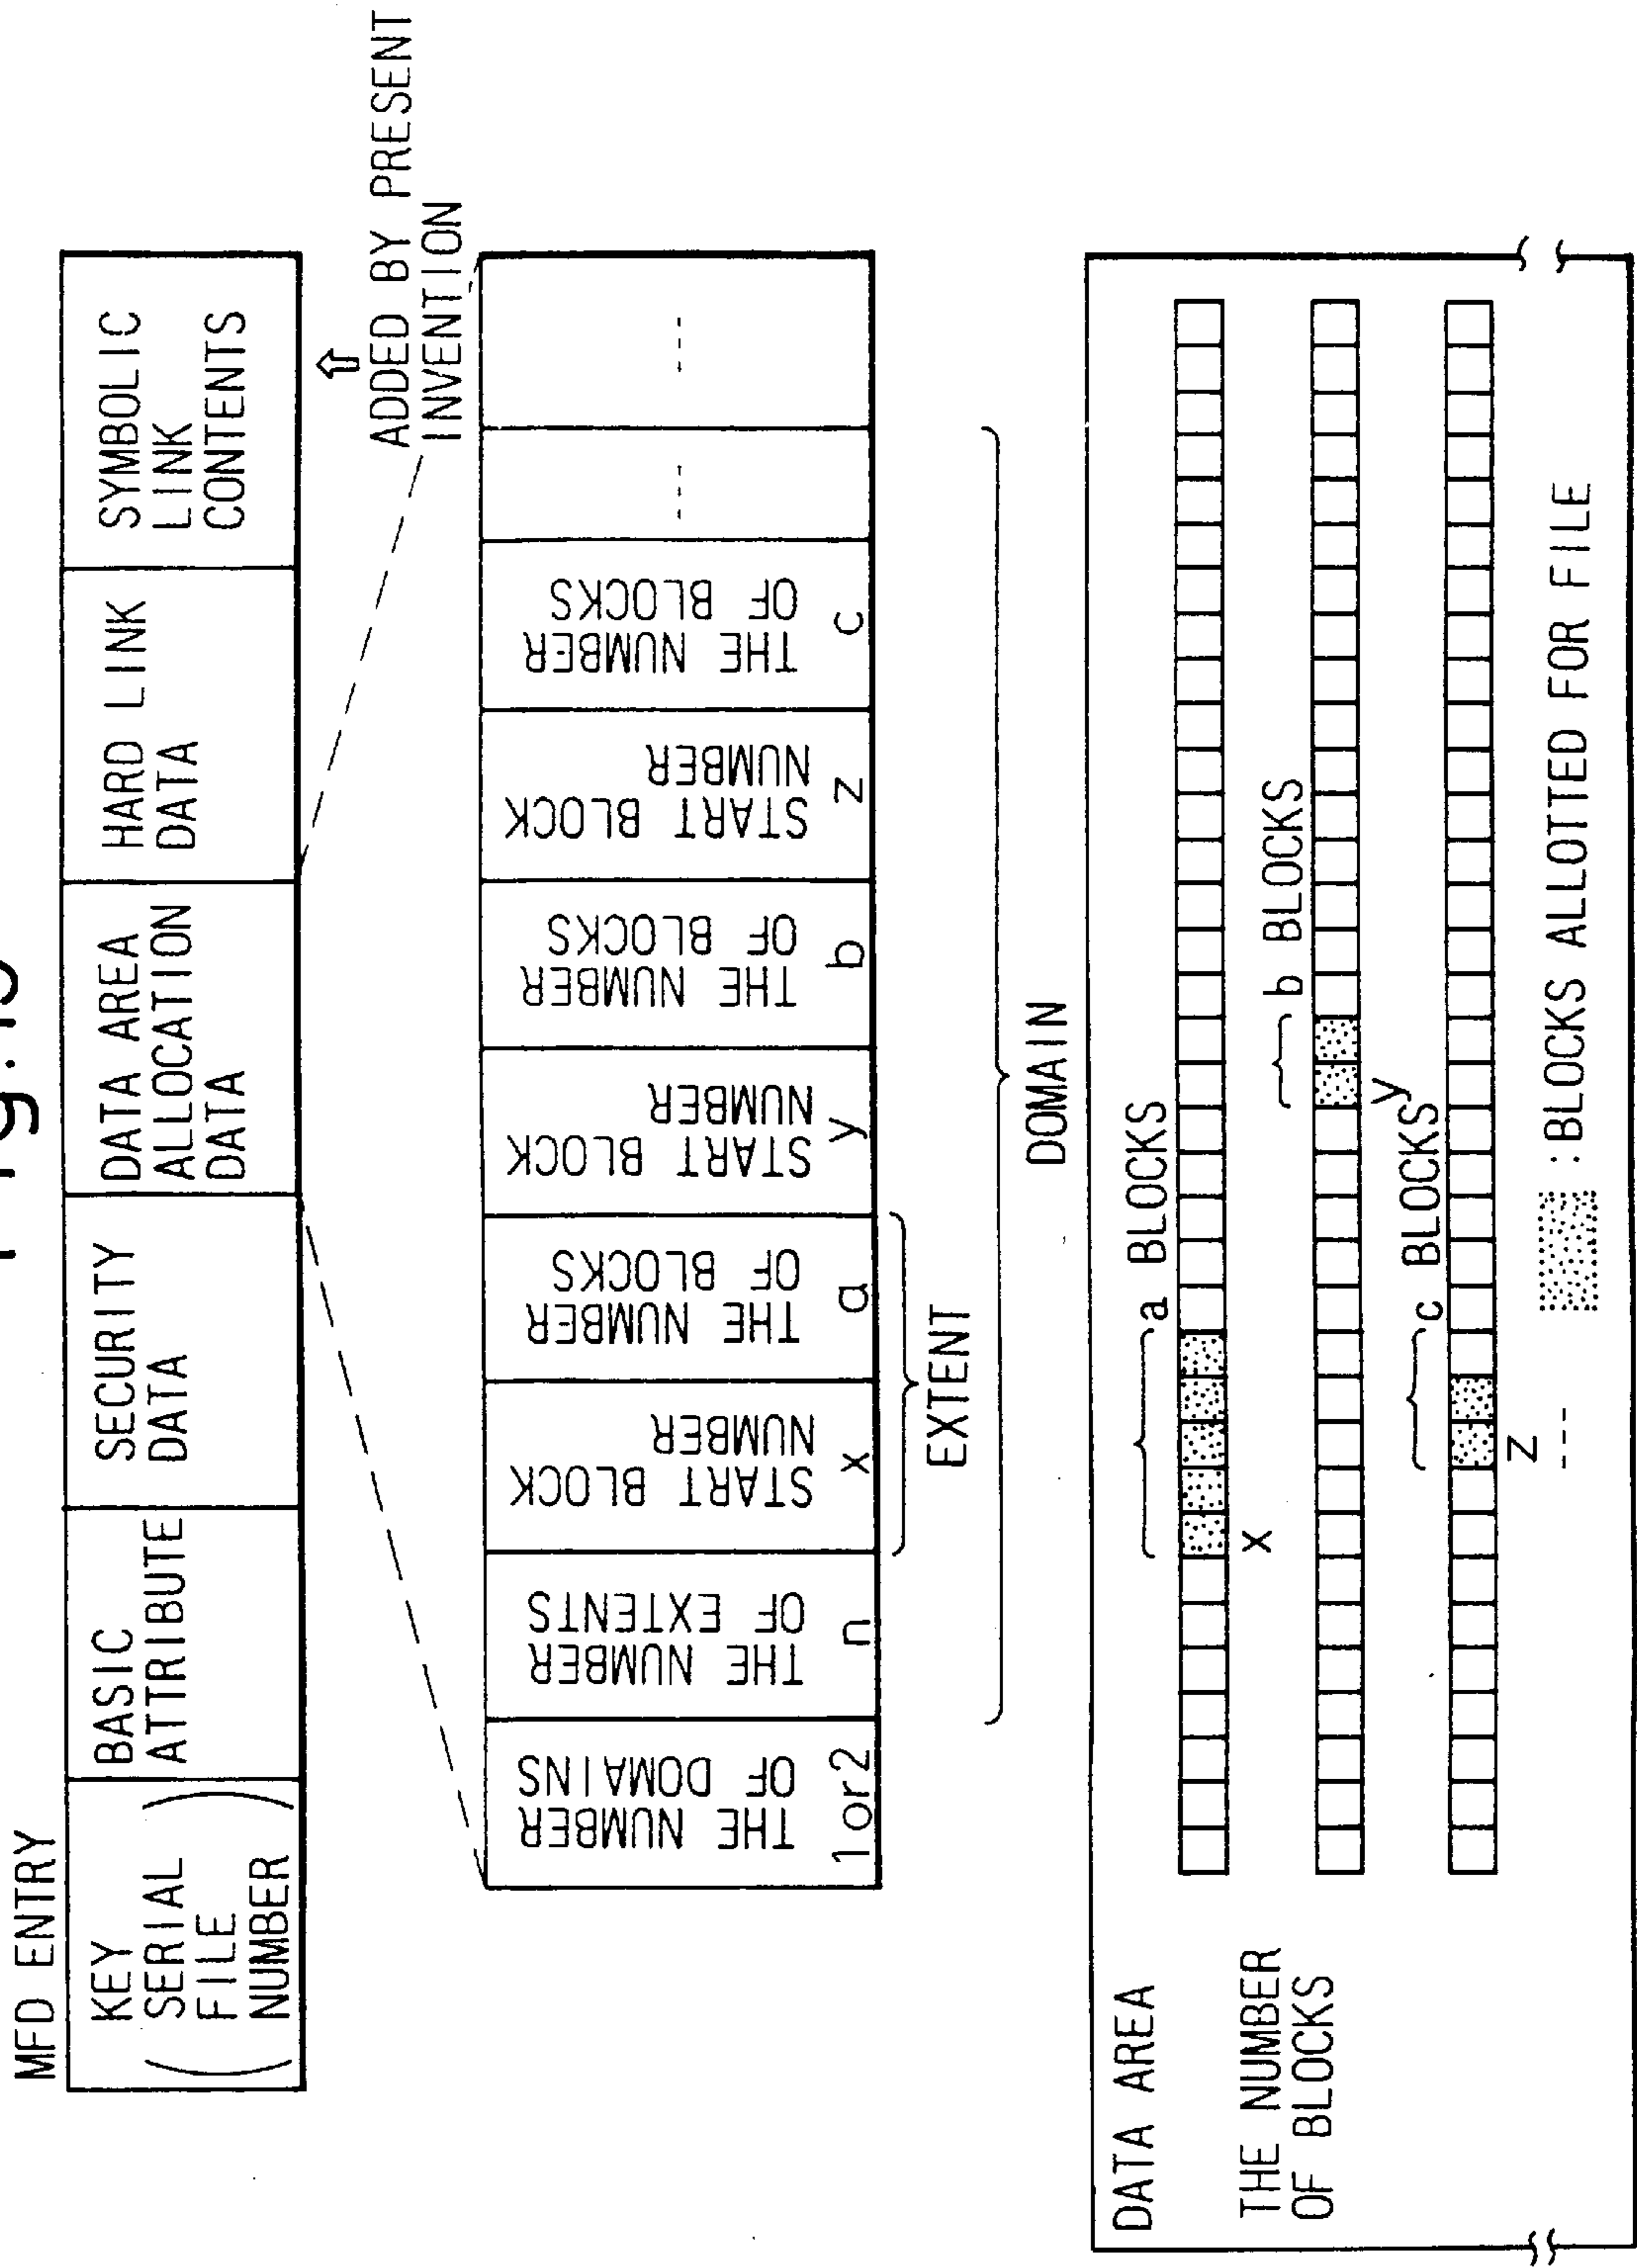 MFD ENTRY
KEY
(SERIAL
FILE
NUMBER)
BASIC
ATTRIBUTE
SECURITY
DATA
DATA AREA
ALLOCATION
DATA
HARD LINK
DATA
SYMBOLIC
LINK
CONTENTS
ADDED BY PRESENT
INVENTION
THE NUMBER
OF DOMAINS
1or2
THE NUMBER
OF EXTENTS
n
START BLOCK
NUMBER
x
THE NUMBER
OF BLOCKS
a
START BLOCK
NUMBER
y
THE NUMBER
OF BLOCKS
b
START BLOCK
NUMBER
z
THE NUMBER
OF BLOCKS
c
----
----
EXTENT
DOMAIN
DATA AREA
THE NUMBER
OF BLOCKS
a BLOCKS
x
b BLOCKS
y
c BLOCKS
z
----
:BLOCKS ALLOTTED FOR FILE